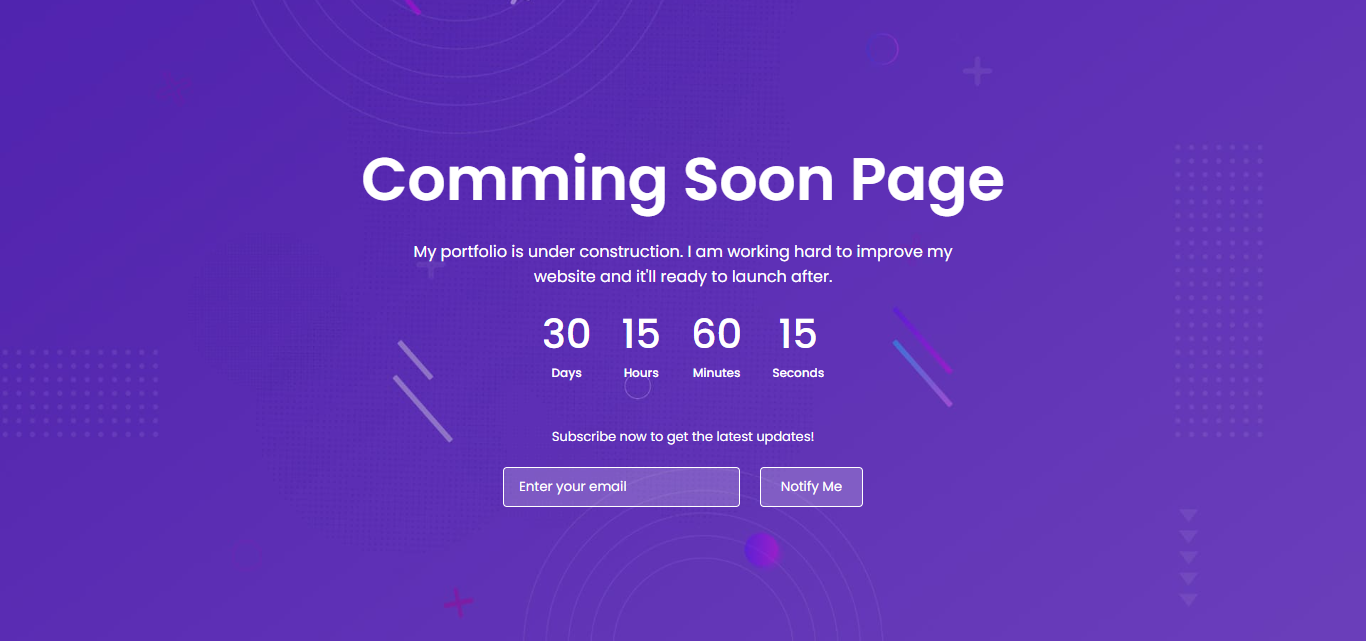 Comming Soon Page
My portfolio is under construction. I am working hard to improve my
website and it'll ready to launch after.
30 15 60 15
Days Hours Minutes Seconds
Subscribe now to get the latest updates!
Enter your email Notify Me